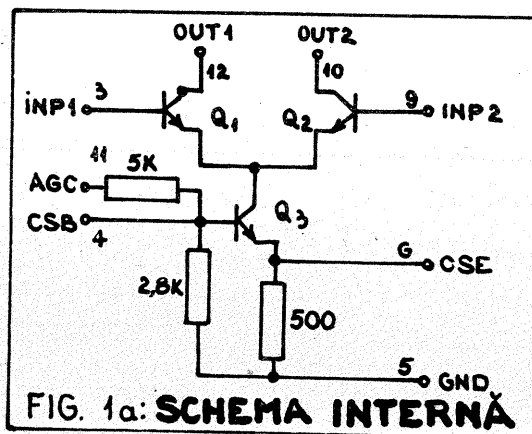 OUT1 OUT2
12 10
INP1 3 Q1 Q2 9 INP2
11
AGC 5K
CSB 4 Q3
6 CSE
2,8K 500
5 GND
FIG. 1a: SCHEMA INTERNĂ